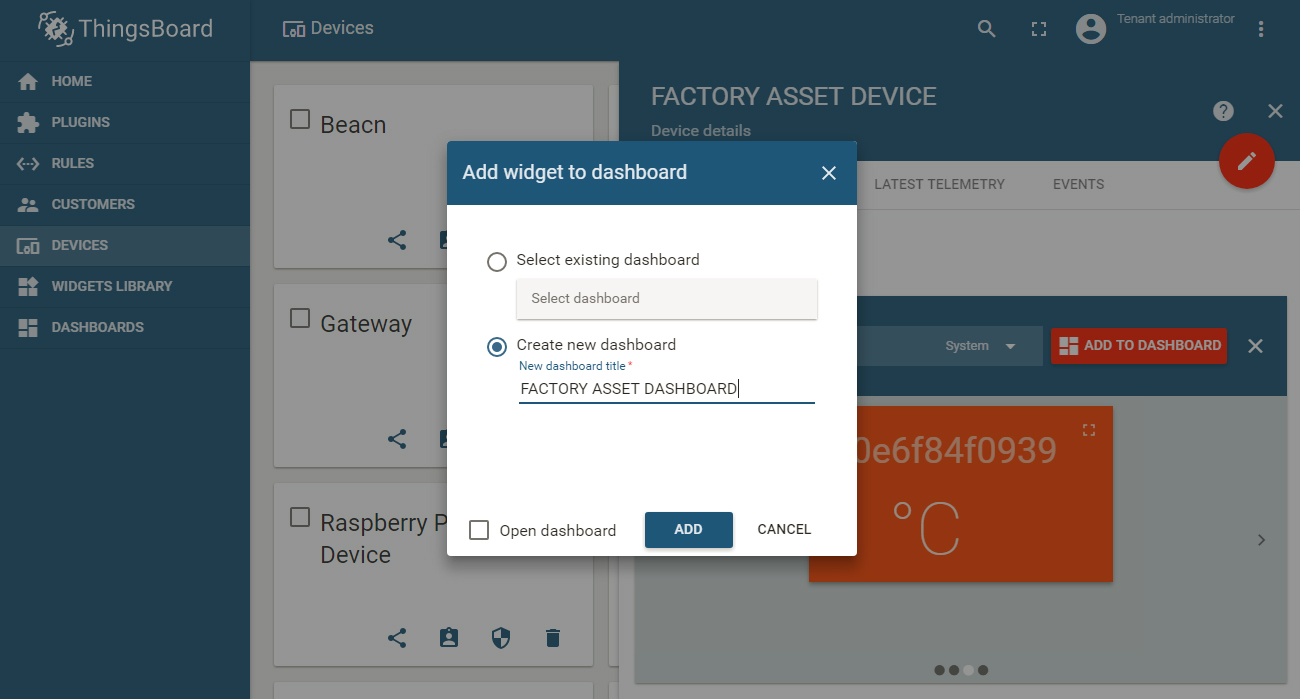 ThingsBoard
Devices
Tenant administrator
HOME
PLUGINS
RULES
CUSTOMERS
DEVICES
WIDGETS LIBRARY
DASHBOARDS
Beacn
Gateway
Raspberry P
Device
FACTORY ASSET DEVICE
Device details
LATEST TELEMETRY
EVENTS
System
ADD TO DASHBOARD
0e6f84f0939
°C
Add widget to dashboard
Select existing dashboard
Select dashboard
Create new dashboard
New dashboard title *
FACTORY ASSET DASHBOARD
Open dashboard
ADD
CANCEL